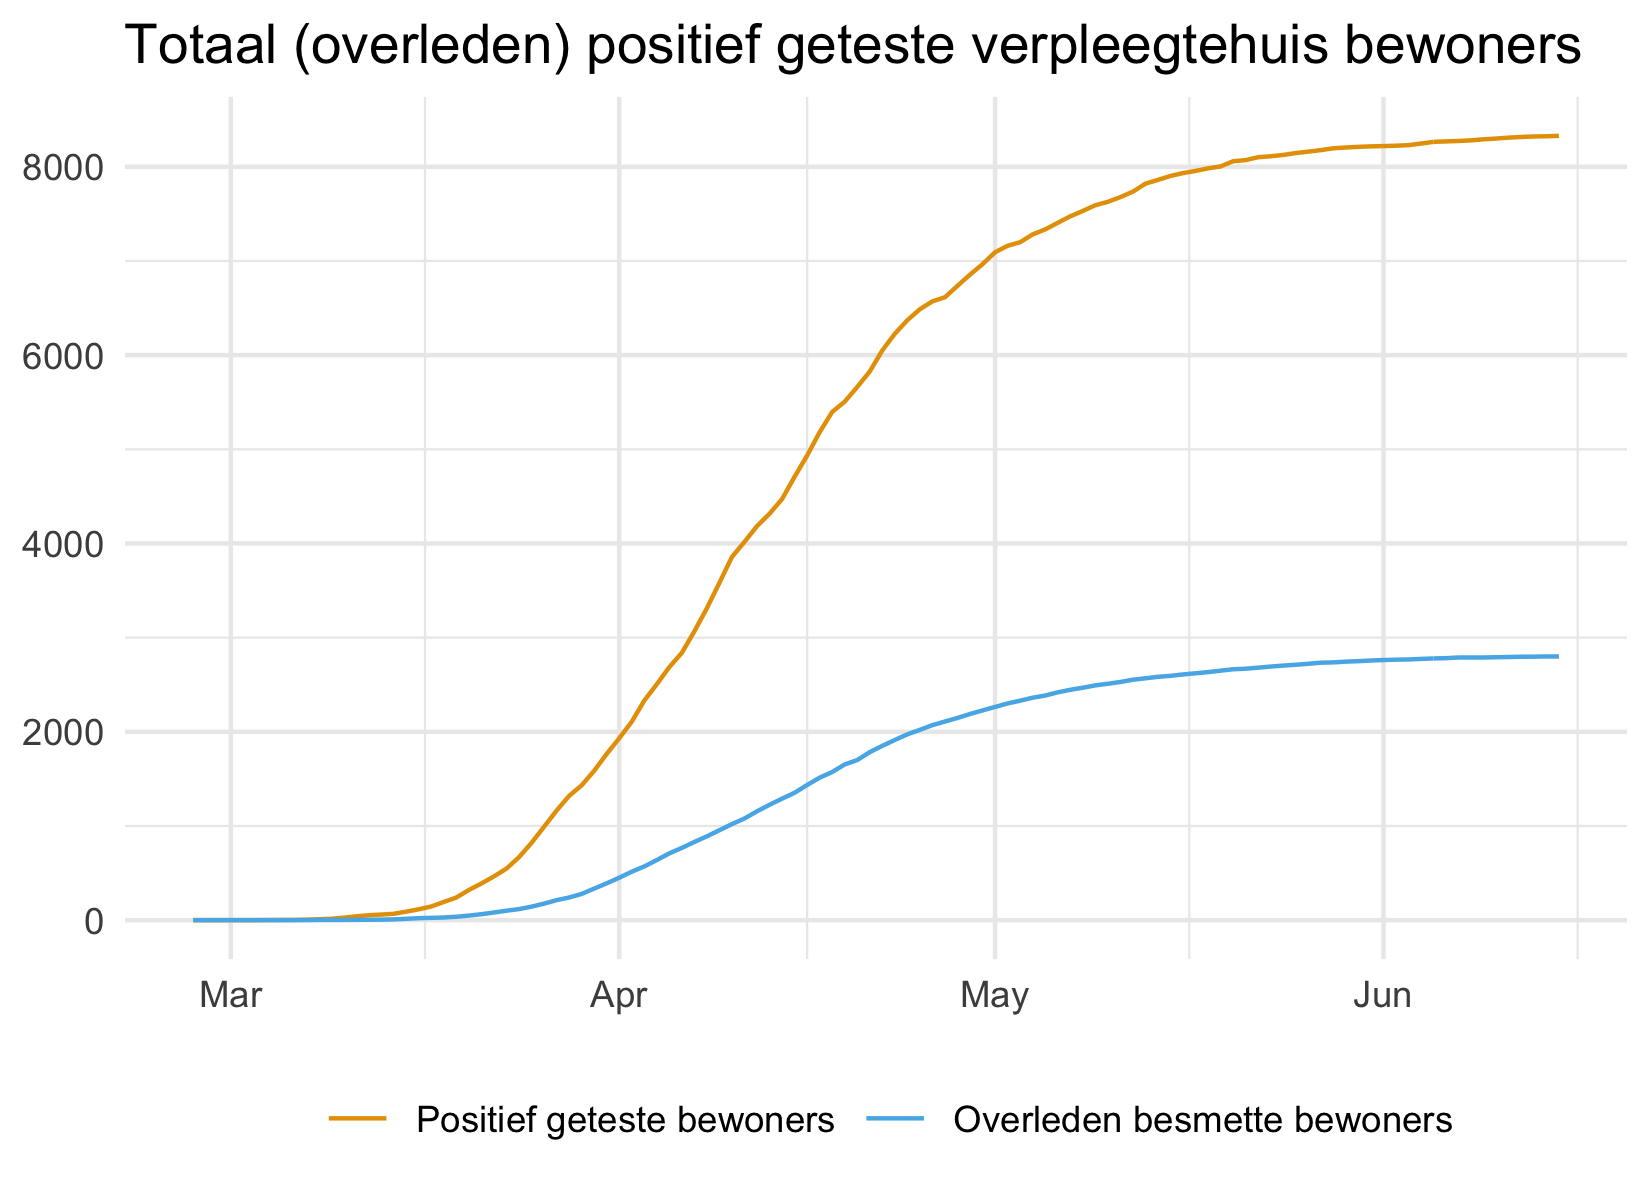 Totaal (overleden) positief geteste verpleegtehuis bewoners
8000
6000
4000
2000
0
Mar Apr May Jun
Positief geteste bewoners Overleden besmette bewoners